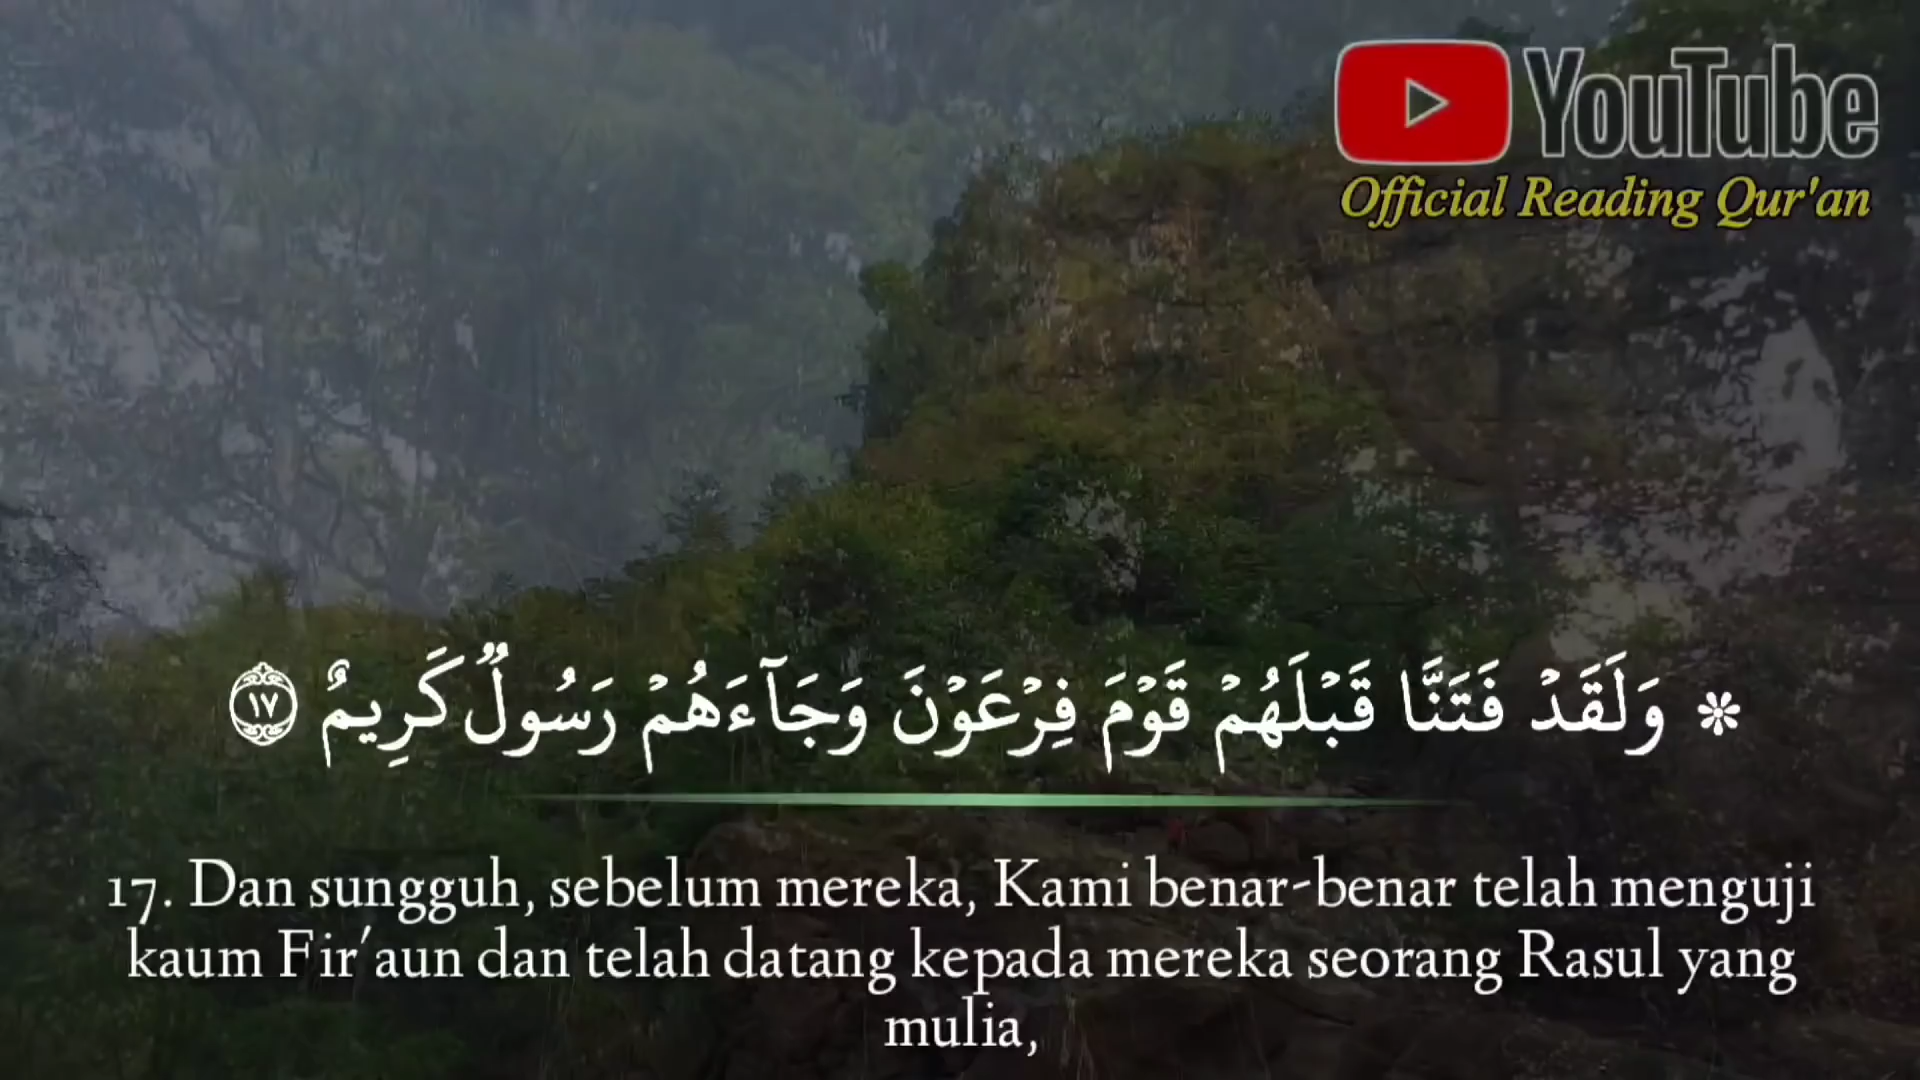 YouTube
Official Reading Qur'an
۞ وَلَقَدْ فَتَنَّا قَبْلَهُمْ قَوْمَ فِرْعَوْنَ وَجَآءَهُمْ رَسُولٌ كَرِيمٌ ١٧
17. Dan sungguh, sebelum mereka, Kami benar-benar telah menguji
kaum Fir'aun dan telah datang kepada mereka seorang Rasul yang
mulia,